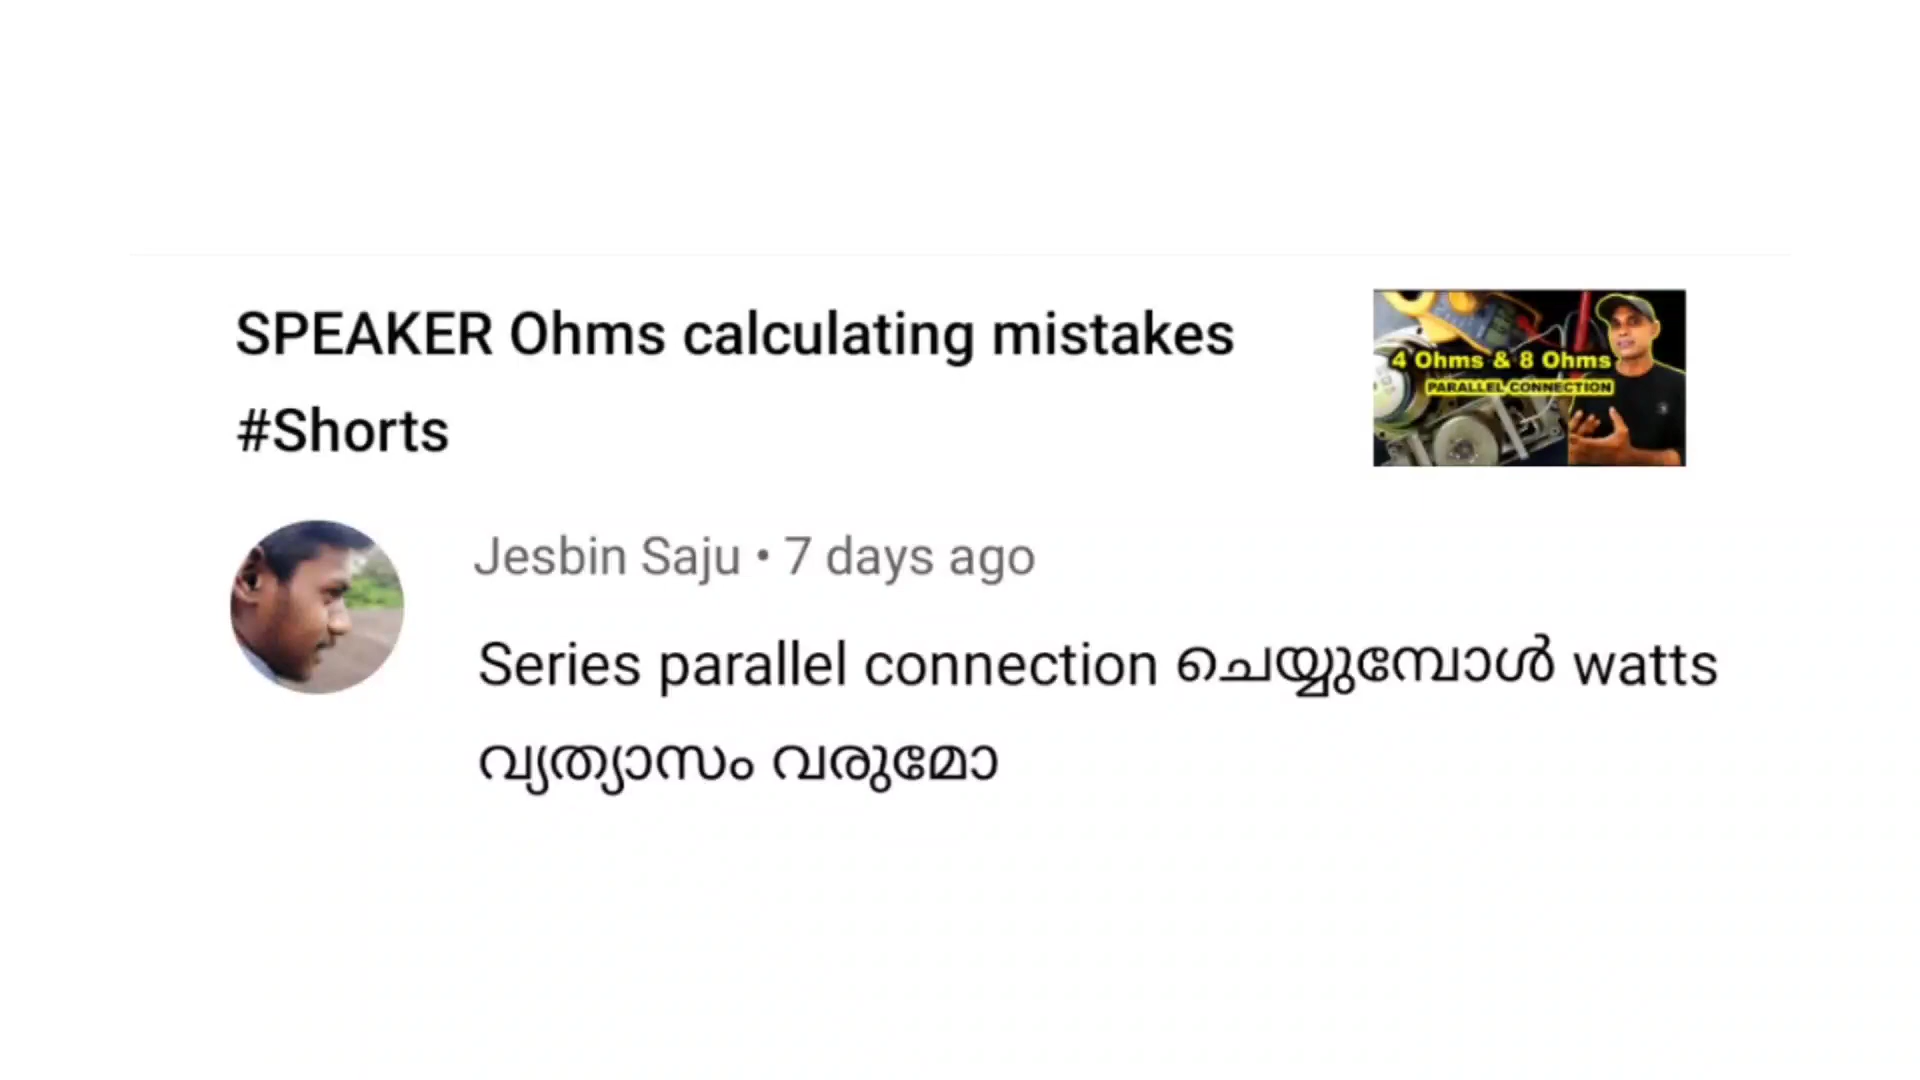 SPEAKER Ohms calculating mistakes
#Shorts
4 Ohms & 8 Ohms
PARALLEL CONNECTION
Jesbin Saju • 7 days ago
Series parallel connection ചെയ്യുമ്പോൾ watts
വ്യത്യാസം വരുമോ